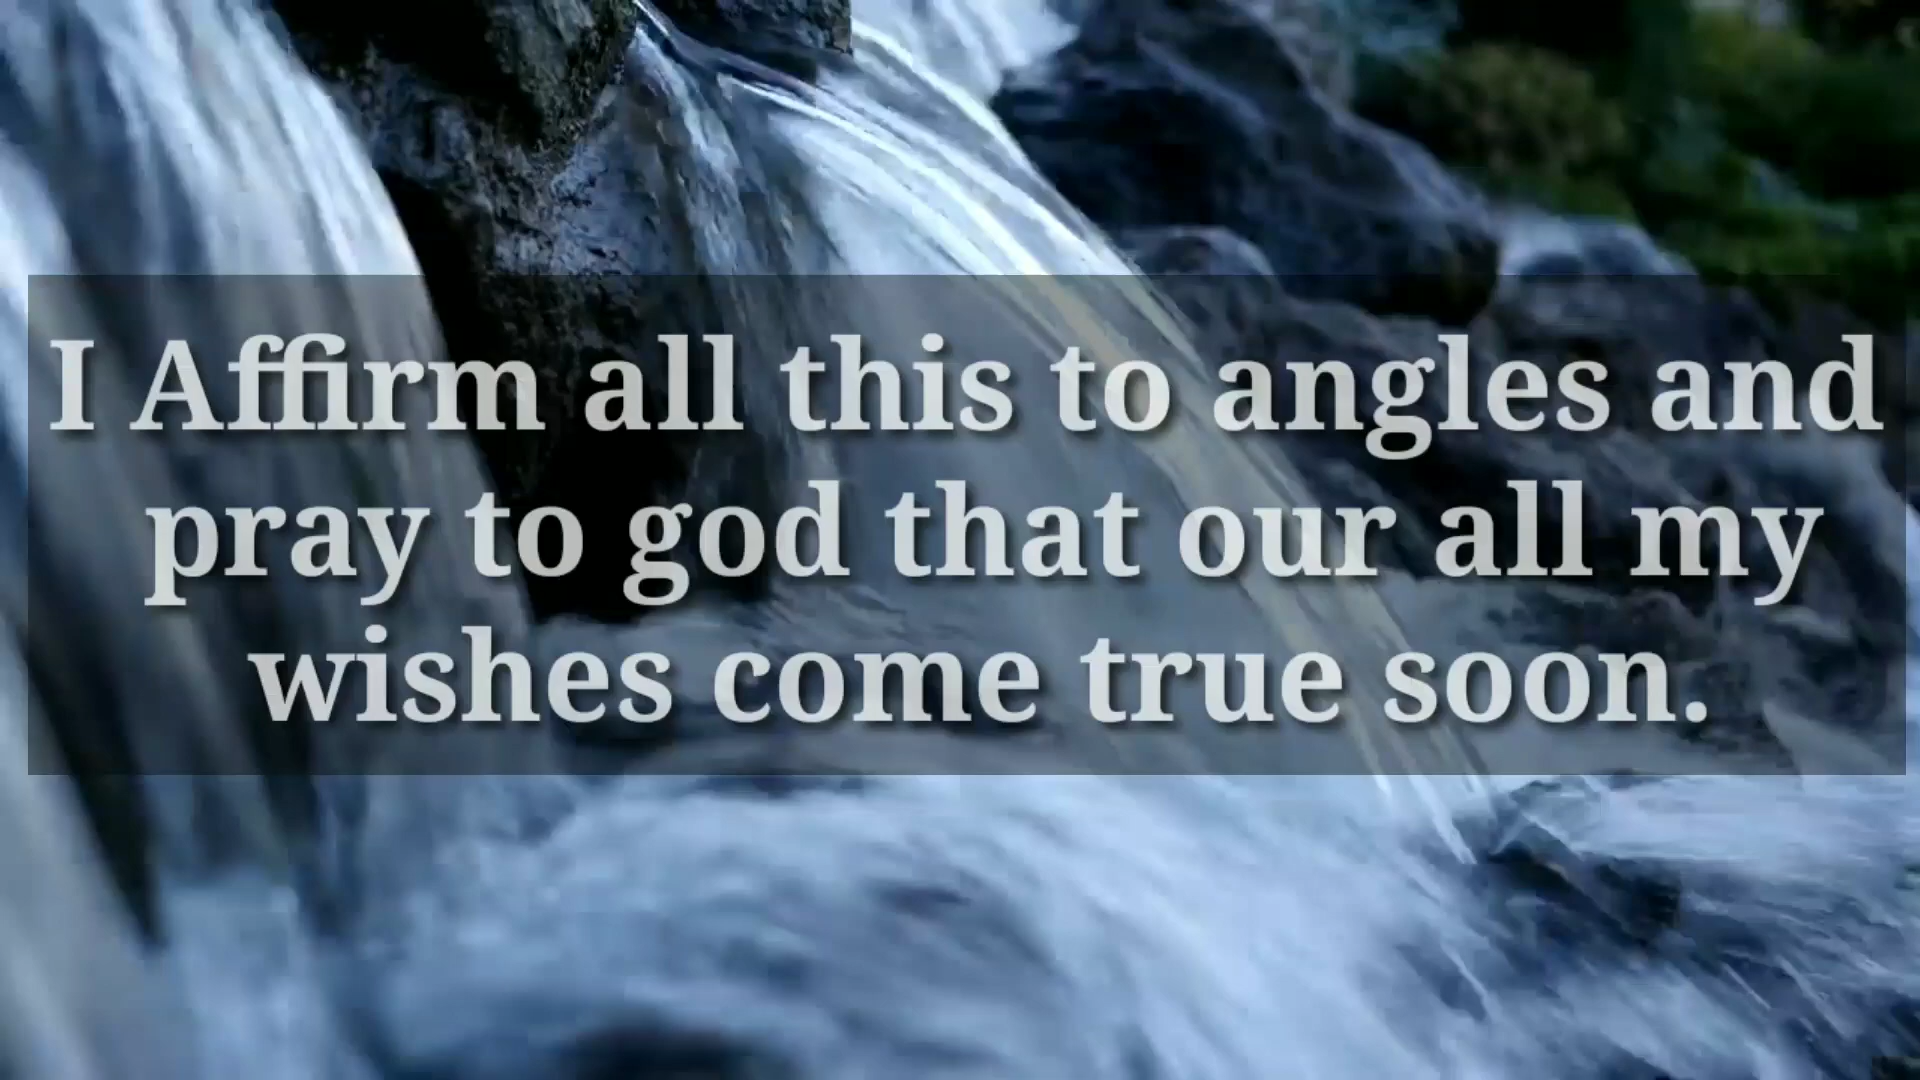 I Affirm all this to angles and
pray to god that our all my
wishes come true soon.